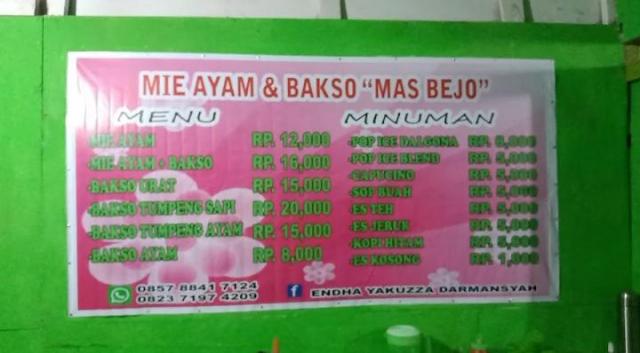 MIE AYAM & BAKSO "MAS BEJO"
MENU
-MIE AYAM RP. 12,000
-MIE AYAM + BAKSO RP. 16,000
-BAKSO URAT RP. 15,000
-BAKSO TUMPENG SAPI RP. 20,000
-BAKSO TUMPENG AYAM RP. 15,000
-BAKSO AYAM RP. 8,000
MINUMAN
-POP ICE DALGONA RP.
-POP ICE BLEND RP. 5,000
-CAPUCINO RP. 5,000
-SOP BUAH RP. 5,000
-ES TEH RP. 5,000
-ES JERUK RP. 5,000
-KOPI HITAM RP. 5,000
-ES KOSONG RP. 1,000
0857 8841 7124
0823 7197 4209
f ENDHA YAKUZZA DARMANSYAH